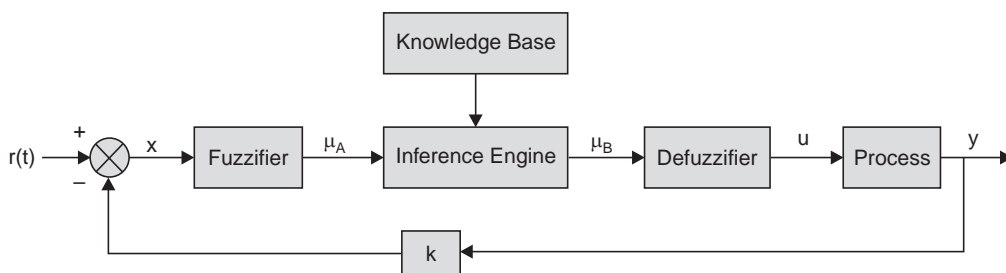 Knowledge Base
+
r(t)
–
x
Fuzzifier
μA
Inference Engine
μB
Defuzzifier
u
Process
y
k